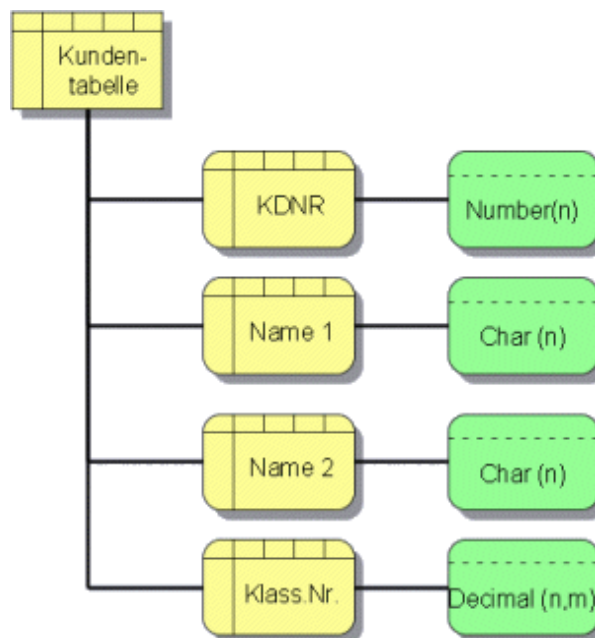 Kunden-
tabelle
KDNR
Number(n)
Name 1
Char (n)
Name 2
Char (n)
Klass.Nr.
Decimal (n,m)